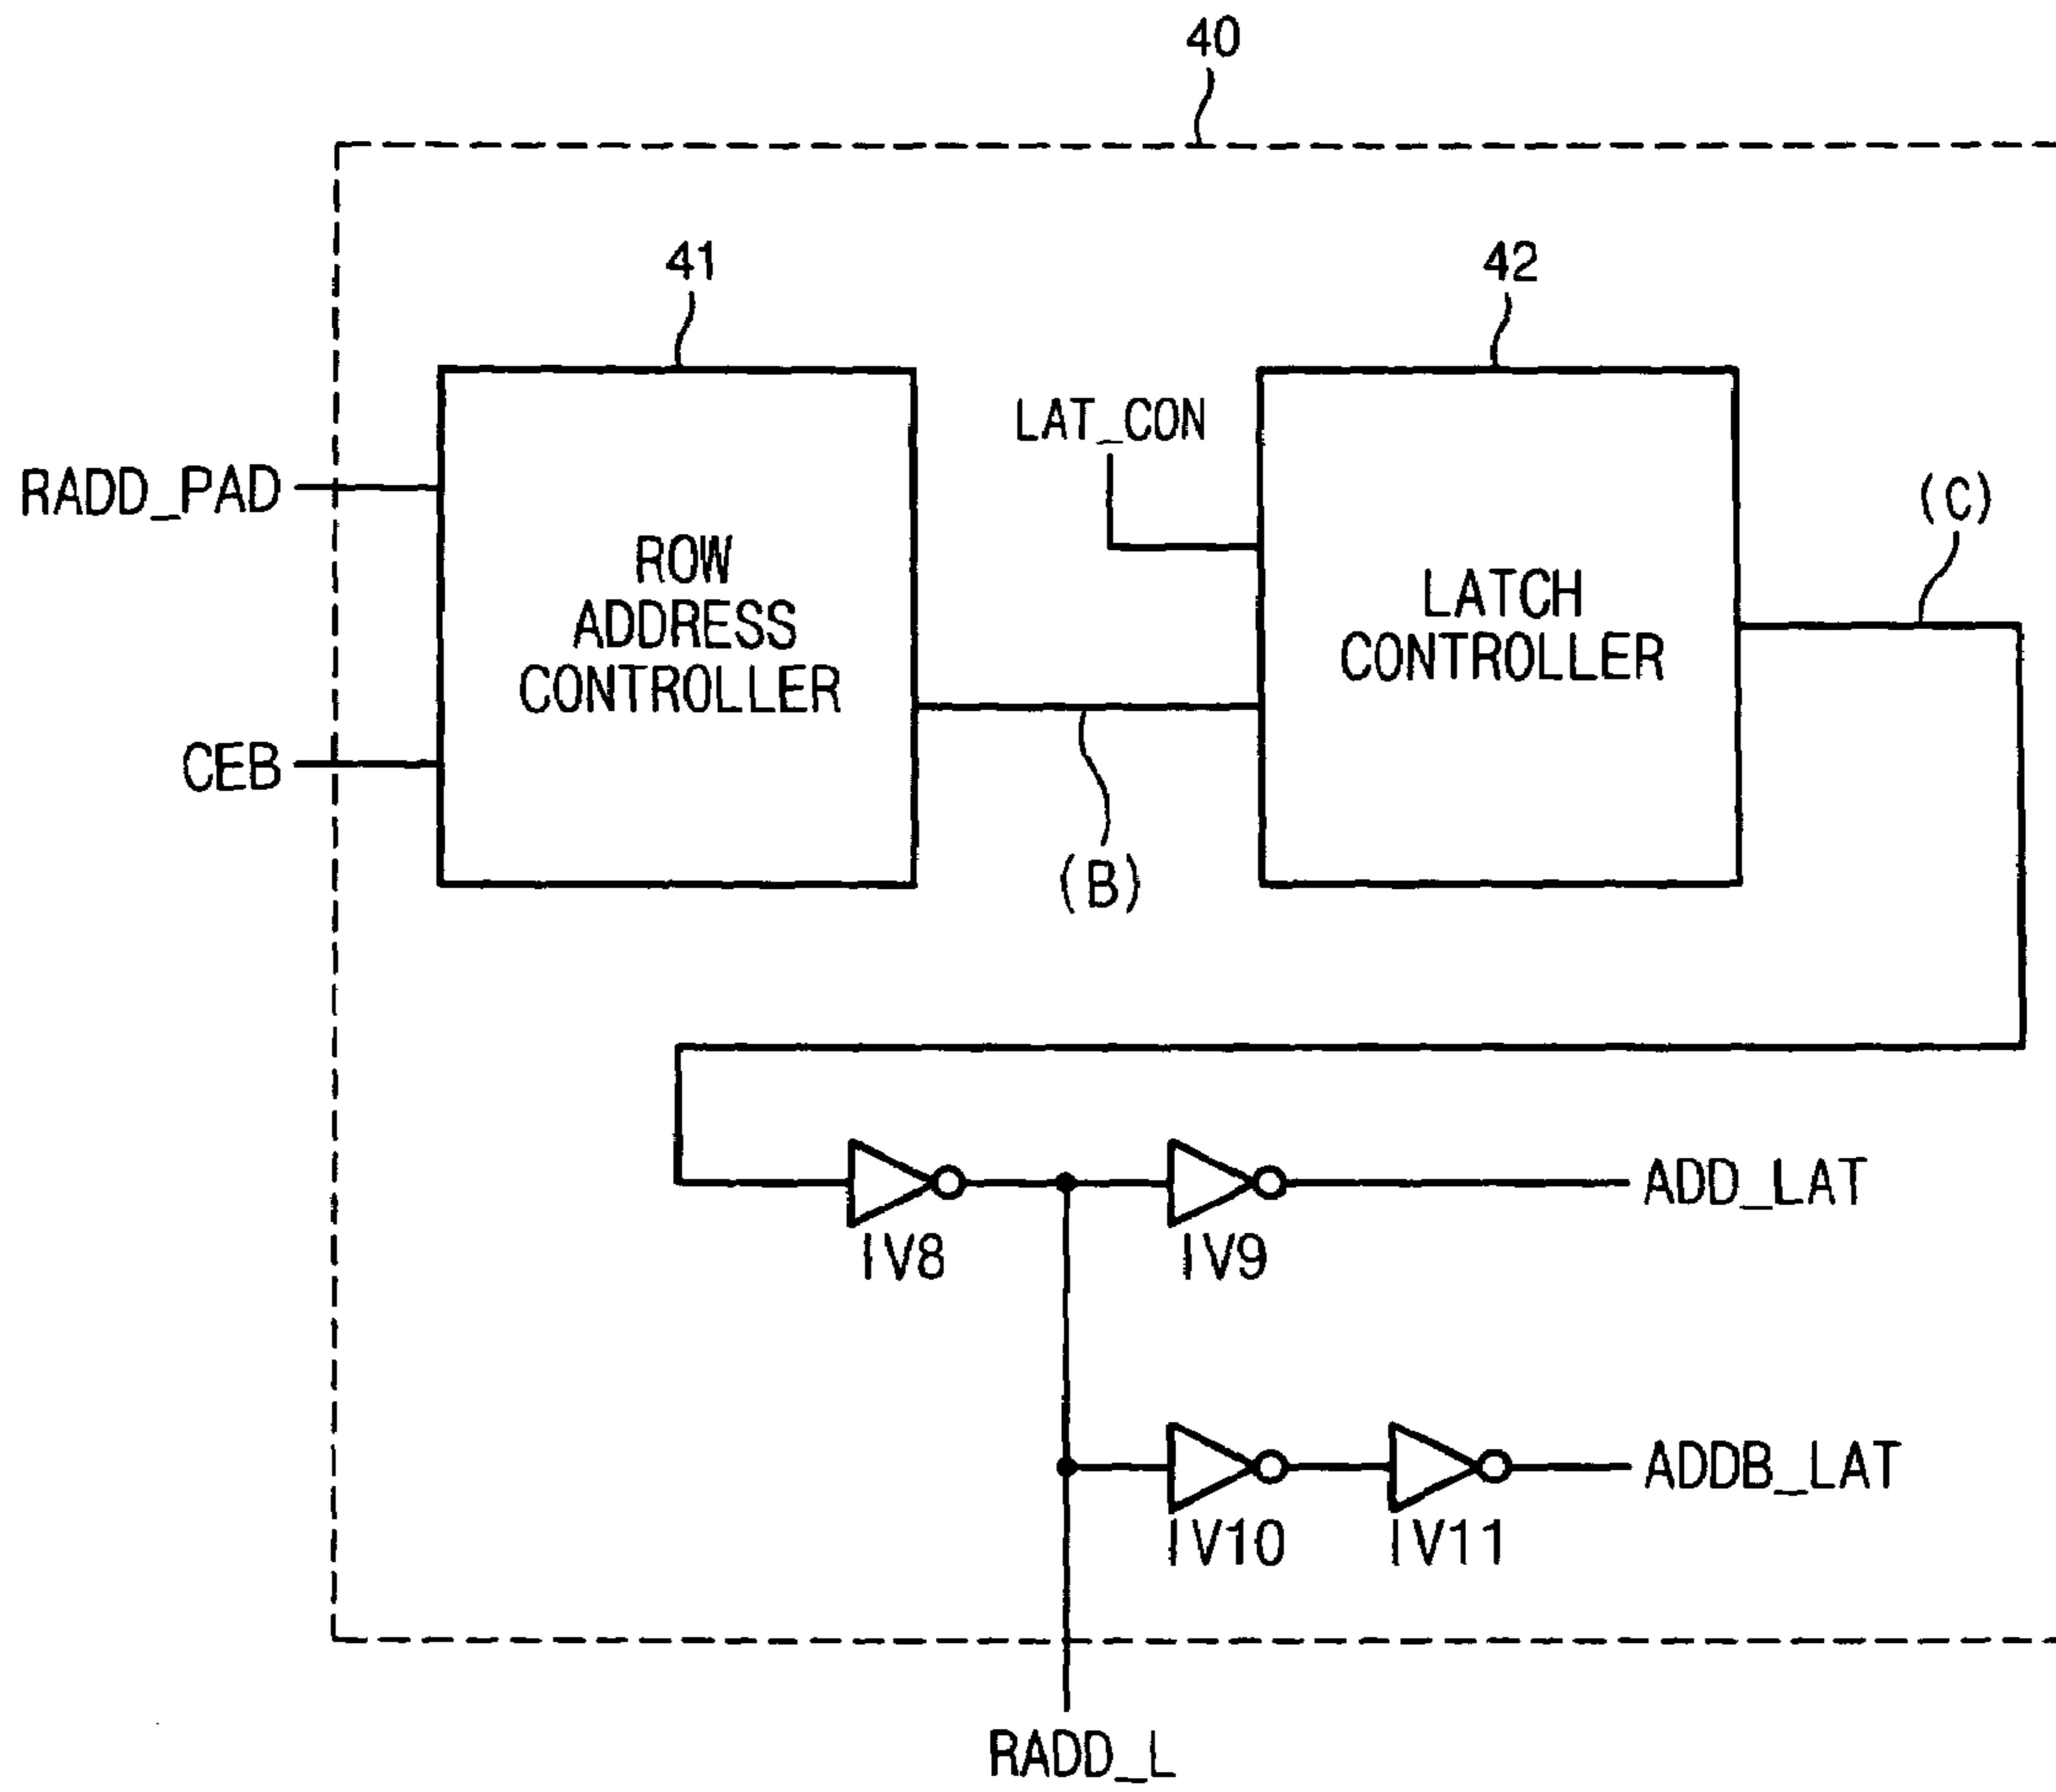 40
41
42
LAT_CON
RADD_PAD
(C)
ROW
ADDRESS
CONTROLLER
LATCH
CONTROLLER
CEB
(B)
ADD_LAT
IV8
IV9
ADDB_LAT
IV10
IV11
RADD_L